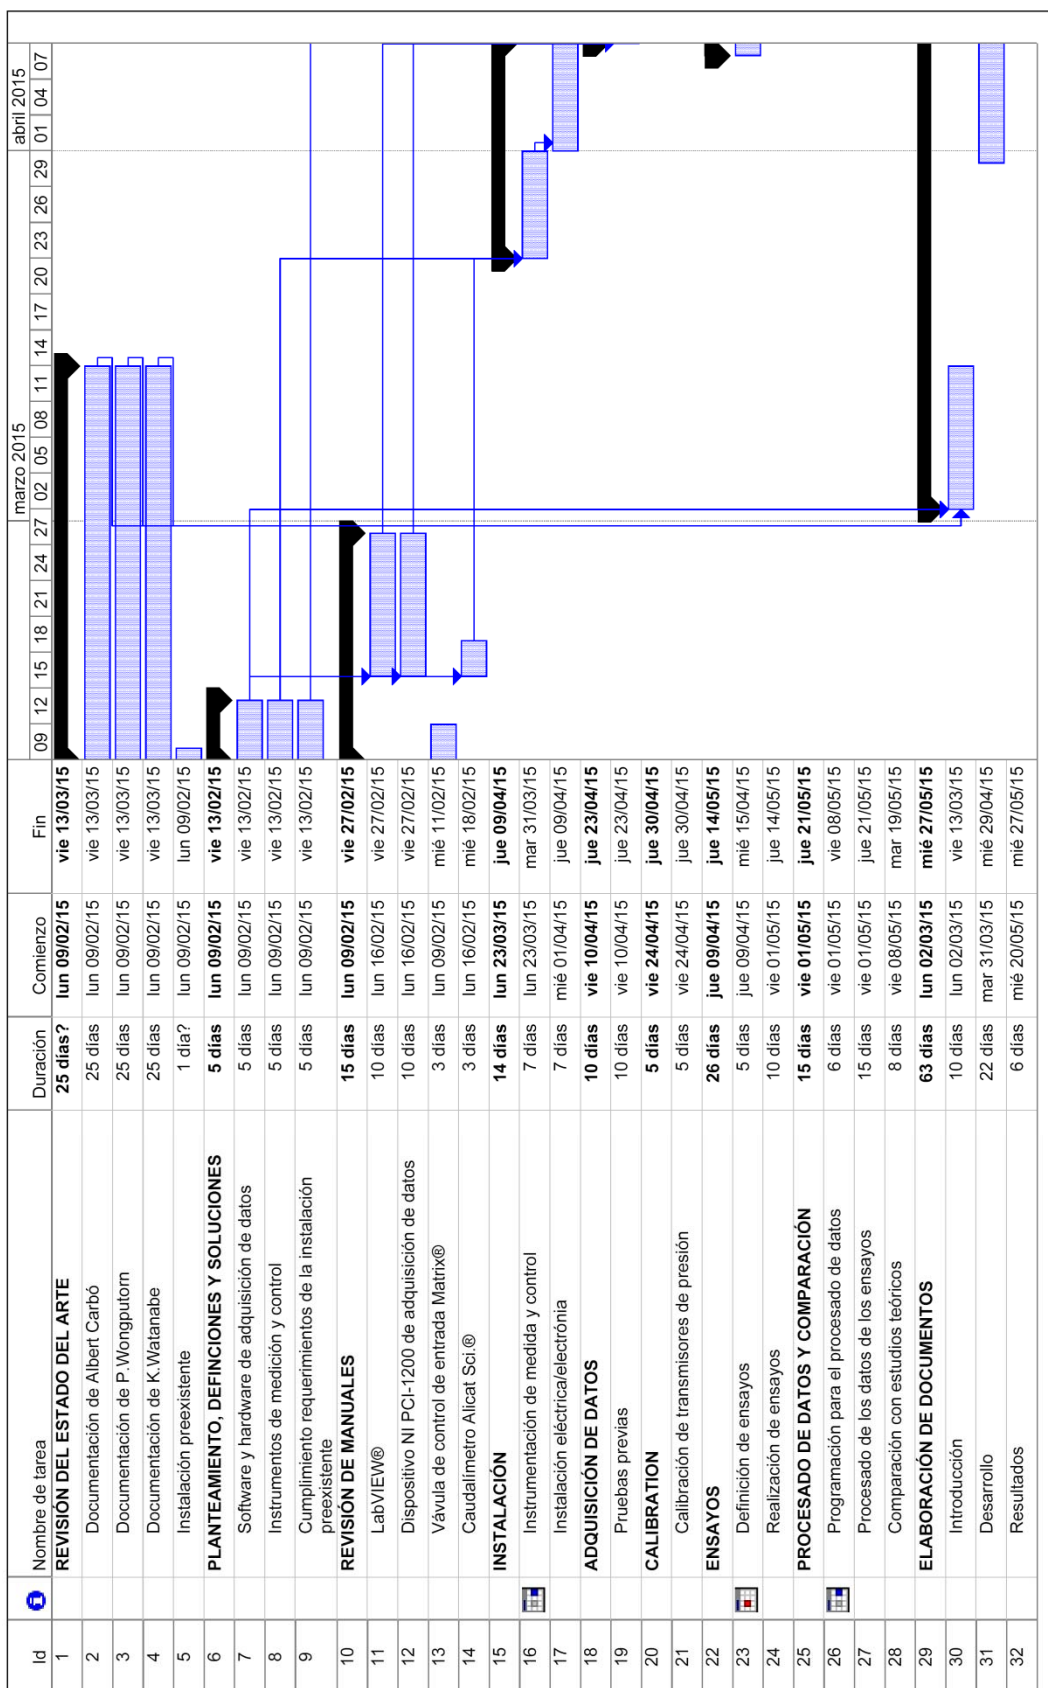 Id Nombre de tarea Duración Comienzo Fin
marzo 2015 abril 2015
09 12 15 18 21 24 27 02 05 08 11 14 17 20 23 26 29 01 04 07
1 REVISIÓN DEL ESTADO DEL ARTE 25 días? lun 09/02/15 vie 13/03/15
2 Documentación de Albert Carbó 25 días lun 09/02/15 vie 13/03/15
3 Documentación de P.Wongputorn 25 días lun 09/02/15 vie 13/03/15
4 Documentación de K.Watanabe 25 días lun 09/02/15 vie 13/03/15
5 Instalación preexistente 1 día? lun 09/02/15 lun 09/02/15
6 PLANTEAMIENTO, DEFINCIONES Y SOLUCIONES 5 días lun 09/02/15 vie 13/02/15
7 Software y hardware de adquisición de datos 5 días lun 09/02/15 vie 13/02/15
8 Instrumentos de medición y control 5 días lun 09/02/15 vie 13/02/15
9 Cumplimiento requerimientos de la instalación 5 días lun 09/02/15 vie 13/02/15
preexistente
10 REVISIÓN DE MANUALES 15 días lun 09/02/15 vie 27/02/15
11 LabVIEW® 10 días lun 16/02/15 vie 27/02/15
12 Dispositivo NI PCI-1200 de adquisición de datos 10 días lun 16/02/15 vie 27/02/15
13 Vávula de control de entrada Matrix® 3 días lun 09/02/15 mié 11/02/15
14 Caudalímetro Alicat Sci.® 3 días lun 16/02/15 mié 18/02/15
15 INSTALACIÓN 14 días lun 23/03/15 jue 09/04/15
16 Instrumentación de medida y control 7 días lun 23/03/15 mar 31/03/15
17 Instalación eléctrica/electrónia 7 días mié 01/04/15 jue 09/04/15
18 ADQUISICIÓN DE DATOS 10 días vie 10/04/15 jue 23/04/15
19 Pruebas previas 10 días vie 10/04/15 jue 23/04/15
20 CALIBRATION 5 días vie 24/04/15 jue 30/04/15
21 Calibración de transmisores de presión 5 días vie 24/04/15 jue 30/04/15
22 ENSAYOS 26 días jue 09/04/15 jue 14/05/15
23 Definición de ensayos 5 días jue 09/04/15 mié 15/04/15
24 Realización de ensayos 10 días vie 01/05/15 jue 14/05/15
25 PROCESADO DE DATOS Y COMPARACIÓN 15 días vie 01/05/15 jue 21/05/15
26 Programación para el procesado de datos 6 días vie 01/05/15 vie 08/05/15
27 Procesado de los datos de los ensayos 15 días vie 01/05/15 jue 21/05/15
28 Comparación con estudios teóricos 8 días vie 08/05/15 mar 19/05/15
29 ELABORACIÓN DE DOCUMENTOS 63 días lun 02/03/15 mié 27/05/15
30 Introducción 10 días lun 02/03/15 vie 13/03/15
31 Desarrollo 22 días mar 31/03/15 mié 29/04/15
32 Resultados 6 días mié 20/05/15 mié 27/05/15